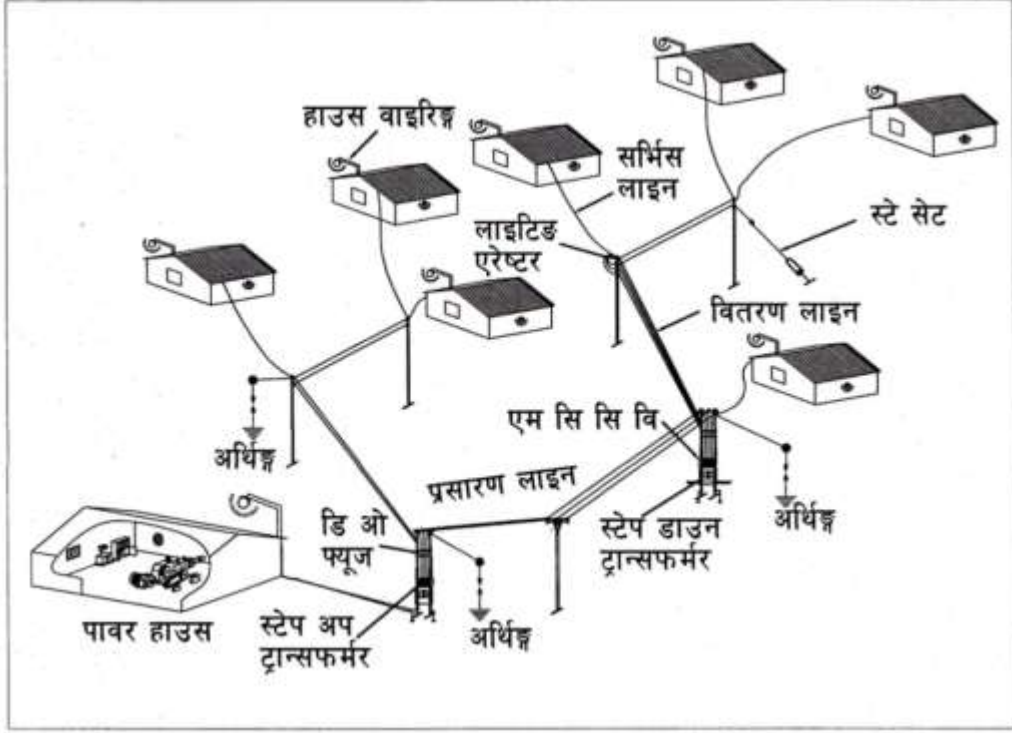 हाउस वाइरिङ्ग
सर्भिस
लाइन
लाइटिङ
एरेष्टर
स्टे सेट
वितरण लाइन
एम सि सि वि
अर्थिङ्ग
प्रसारण लाइन
डि ओ
फ्यूज
स्टेप डाउन
ट्रान्सफर्मर
अर्थिङ्ग
पावर हाउस
स्टेप अप
ट्रान्सफर्मर
अर्थिङ्ग